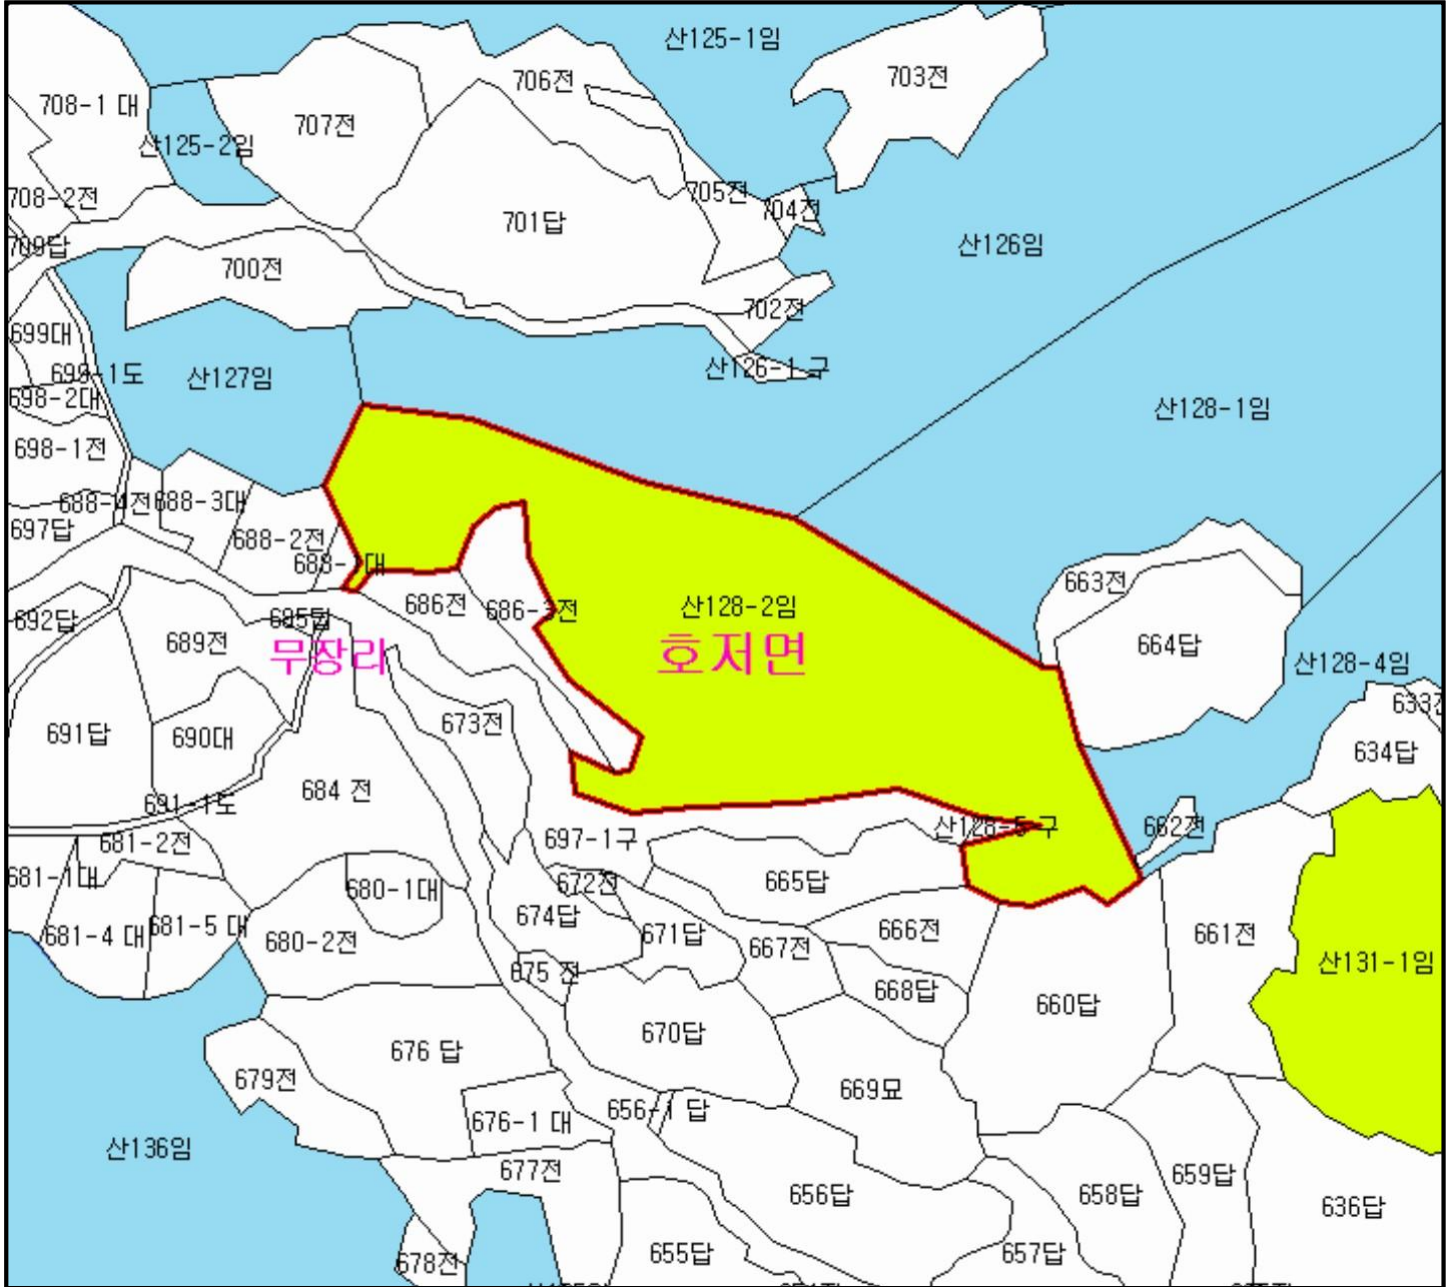 산125-1임
703전
706전
708-1 대
707전
산125-2임
708-2전
705전
704전
701답
709답
산126임
700전
702전
699대
산126-1 구
산127임
698-2대
산128-1임
698-1전
688-4전
688-3대
697답
688-2전
663전
686전
686-3전
산128-2임
692답
689전
664답
무장리
호저면
산128-4임
673전
691답
690대
634답
684 전
691-1도
산128-5 구
662전
681-2전
697-1구
681-1대
672전
665답
680-1대
674답
681-4 대
681-5 대
680-2전
671답
667전
666전
661전
산131-1임
675 전
668답
660답
670답
676 답
679전
669묘
656-1 답
676-1 대
산136임
677전
656답
658답
659답
636답
678전
655답
657답